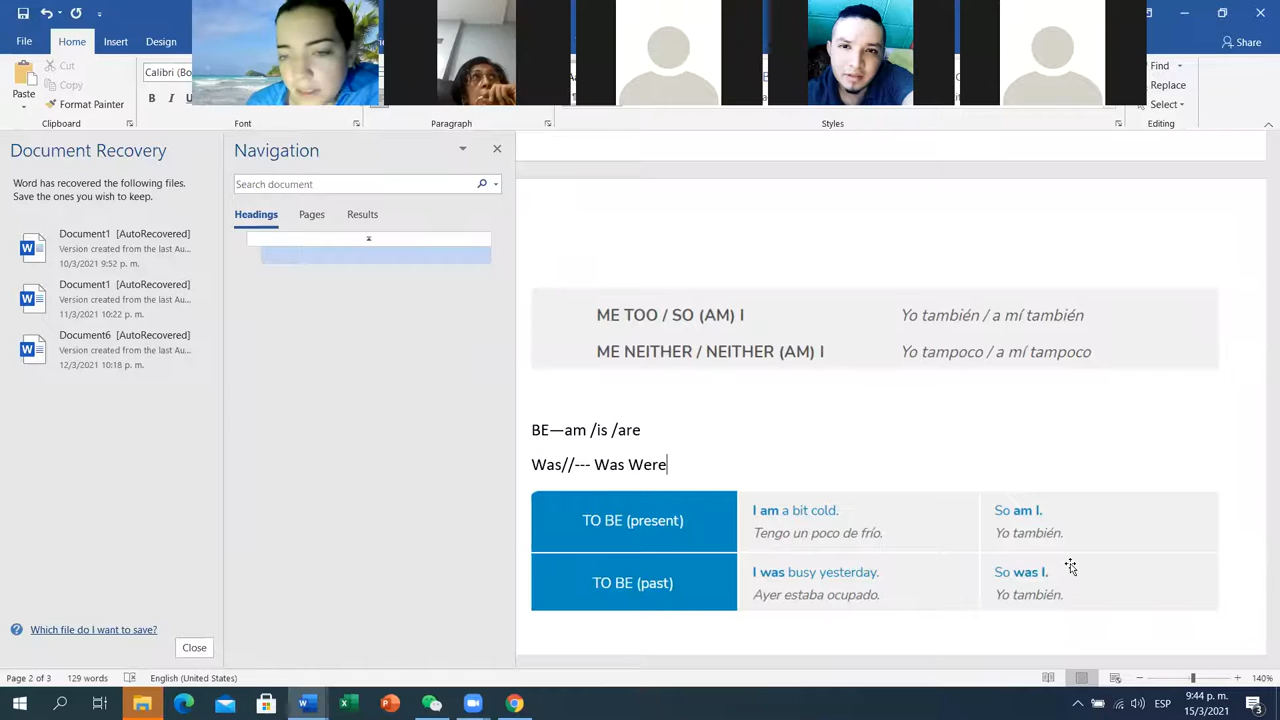 File
Home
Insert
Design
Share
Cut
Copy
Format Painter
Paste
Calibri (Bo
B I U
Find
Replace
Select
Clipboard
Font
Paragraph
Styles
Editing
Document Recovery
Word has recovered the following files.
Save the ones you wish to keep.
Document1 [AutoRecovered]
Version created from the last Au...
10/3/2021 9:52 p. m.
Document1 [AutoRecovered]
Version created from the last Au...
11/3/2021 10:22 p. m.
Document6 [AutoRecovered]
Version created from the last Au...
12/3/2021 10:18 p. m.
Which file do I want to save?
Close
Navigation
Search document
Headings Pages Results
ME TOO / SO (AM) I Yo también / a mí también
ME NEITHER / NEITHER (AM) I Yo tampoco / a mí tampoco
BE—am /is /are
Was//--- Was Were
TO BE (present)
I am a bit cold.
Tengo un poco de frío.
So am I.
Yo también.
TO BE (past)
I was busy yesterday.
Ayer estaba ocupado.
So was I.
Yo también.
Page 2 of 3 129 words English (United States) 140%
ESP
9:44 p. m.
15/3/2021
3